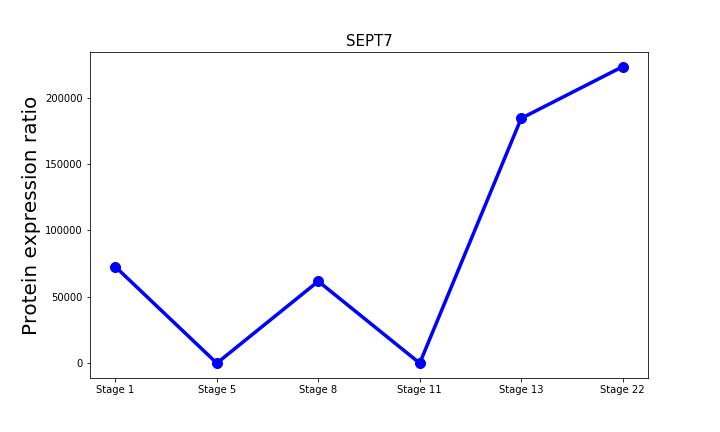 SEPT7
Protein expression ratio
200000
150000
100000
50000
0
Stage 1 Stage 5 Stage 8 Stage 11 Stage 13 Stage 22